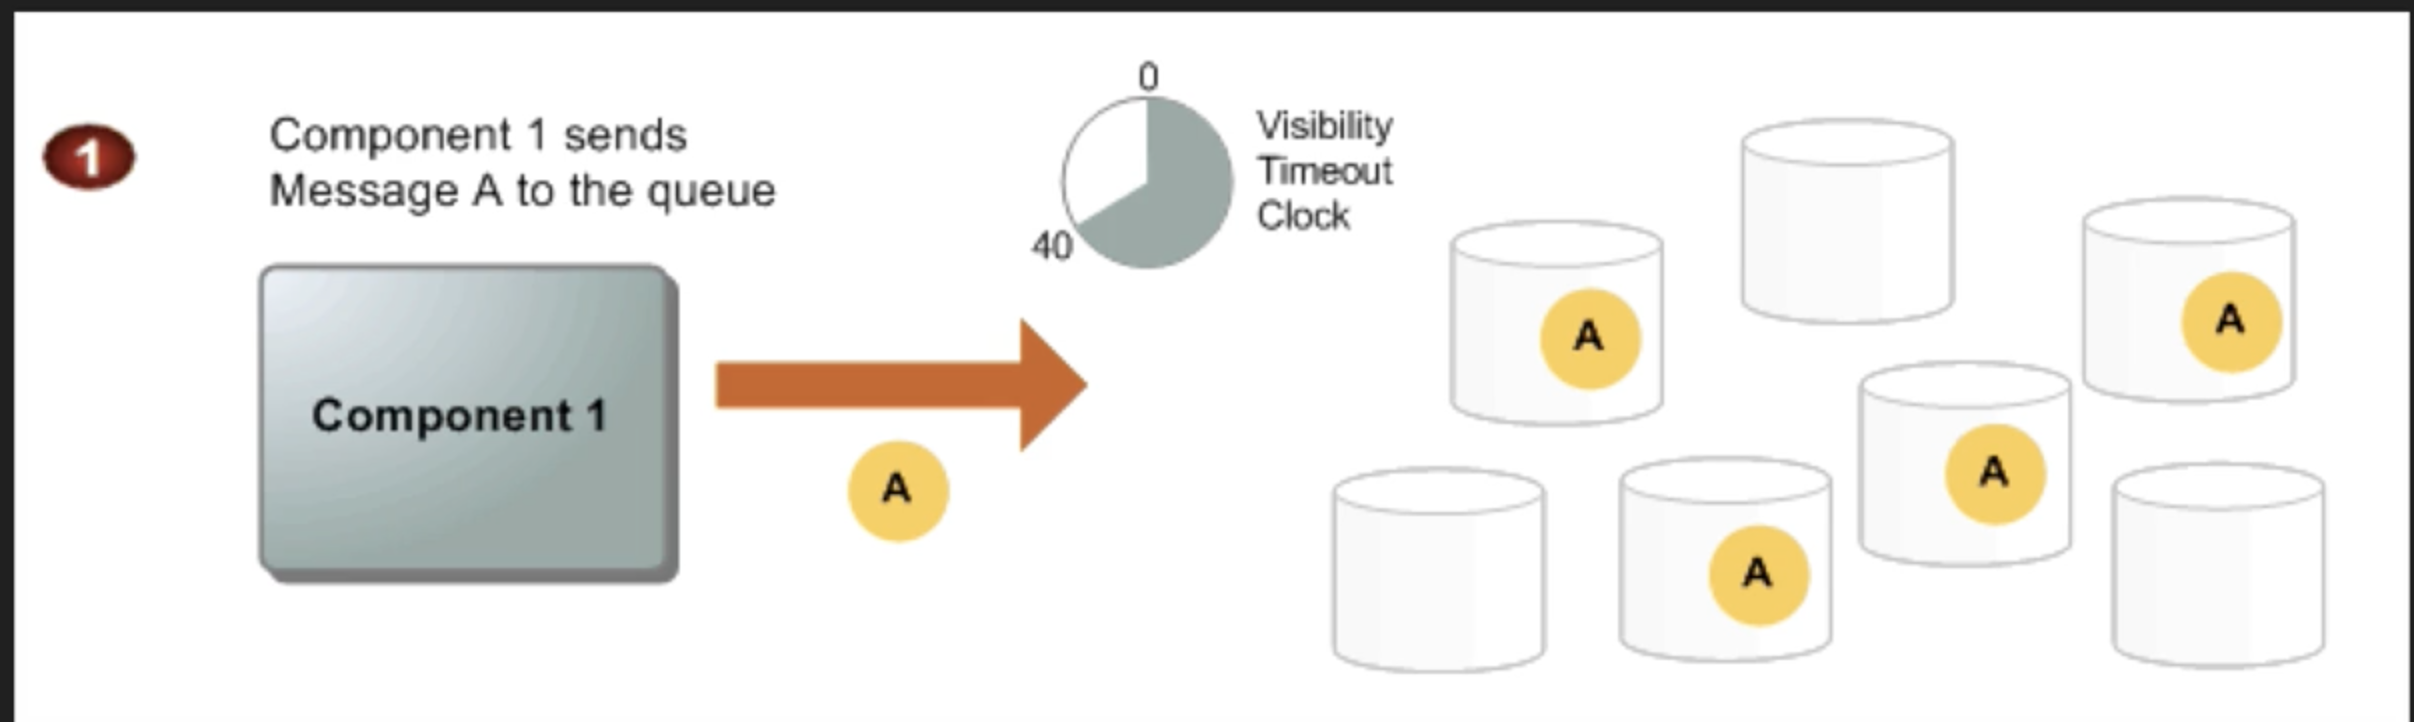 1
Component 1 sends
Message A to the queue
Component 1
A
0
40
Visibility
Timeout
Clock
A
A
A
A